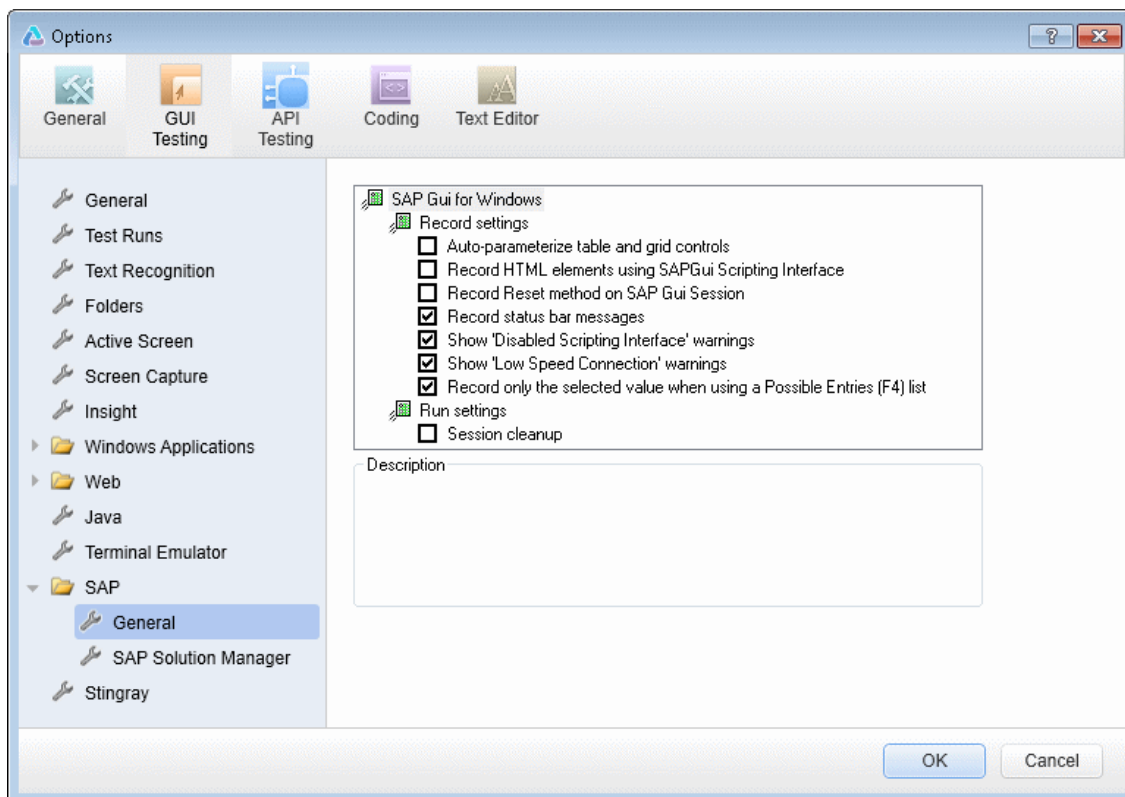 Options
?
General
GUI
Testing
API
Testing
Coding
Text Editor
General
Test Runs
Text Recognition
Folders
Active Screen
Screen Capture
Insight
Windows Applications
Web
Java
Terminal Emulator
SAP
General
SAP Solution Manager
Stingray
SAP Gui for Windows
Record settings
Auto-parameterize table and grid controls
Record HTML elements using SAPGui Scripting Interface
Record Reset method on SAP Gui Session
Record status bar messages
Show 'Disabled Scripting Interface' warnings
Show 'Low Speed Connection' warnings
Record only the selected value when using a Possible Entries (F4) list
Run settings
Session cleanup
Description
OK
Cancel